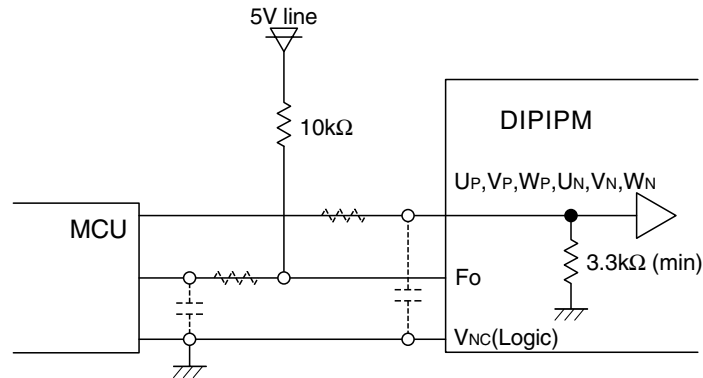 5V line
10kΩ
DIPIPM
UP,VP,WP,UN,VN,WN
MCU
3.3kΩ (min)
Fo
VNC(Logic)